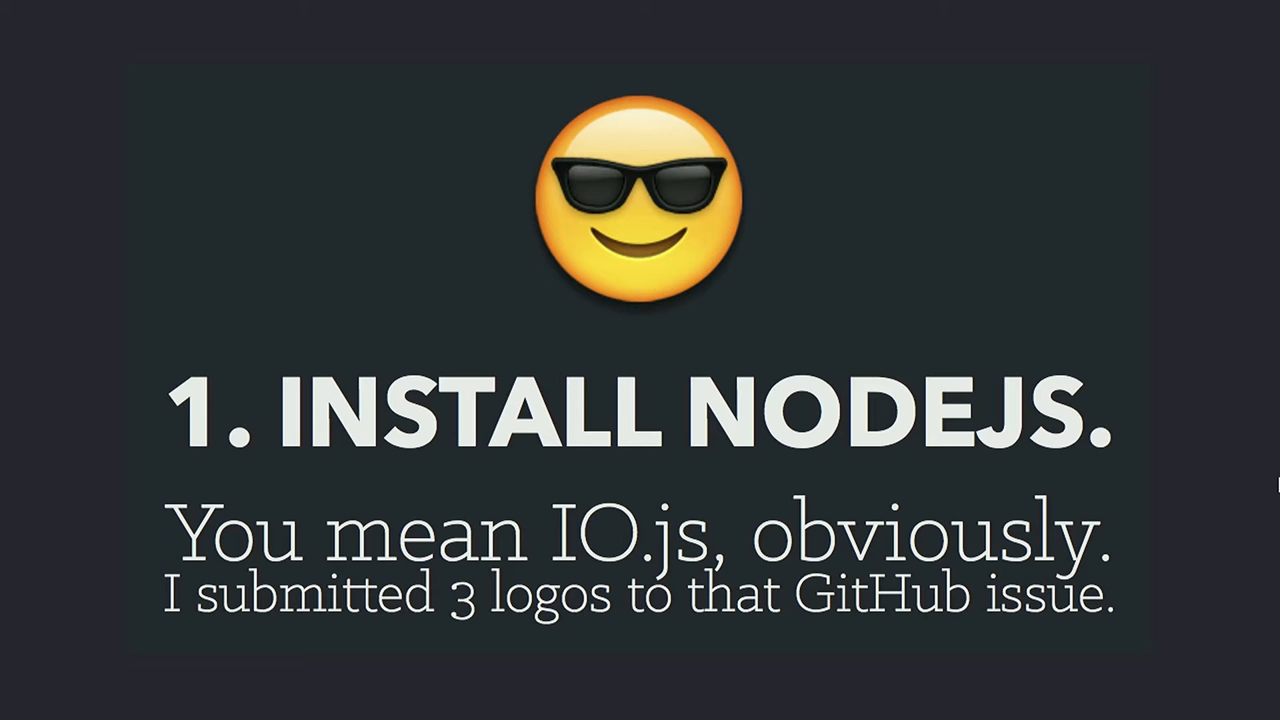 1. INSTALL NODEJS.
You mean IO.js, obviously.
I submitted 3 logos to that GitHub issue.